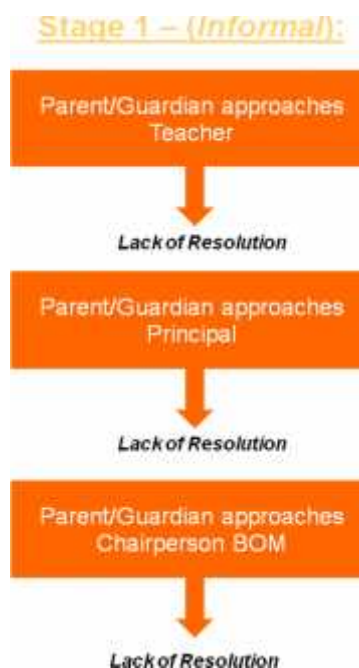 Stage 1 – (Informal):
Parent/Guardian approaches
Teacher
Lack of Resolution
Parent/Guardian approaches
Principal
Lack of Resolution
Parent/Guardian approaches
Chairperson BOM
Lack of Resolution